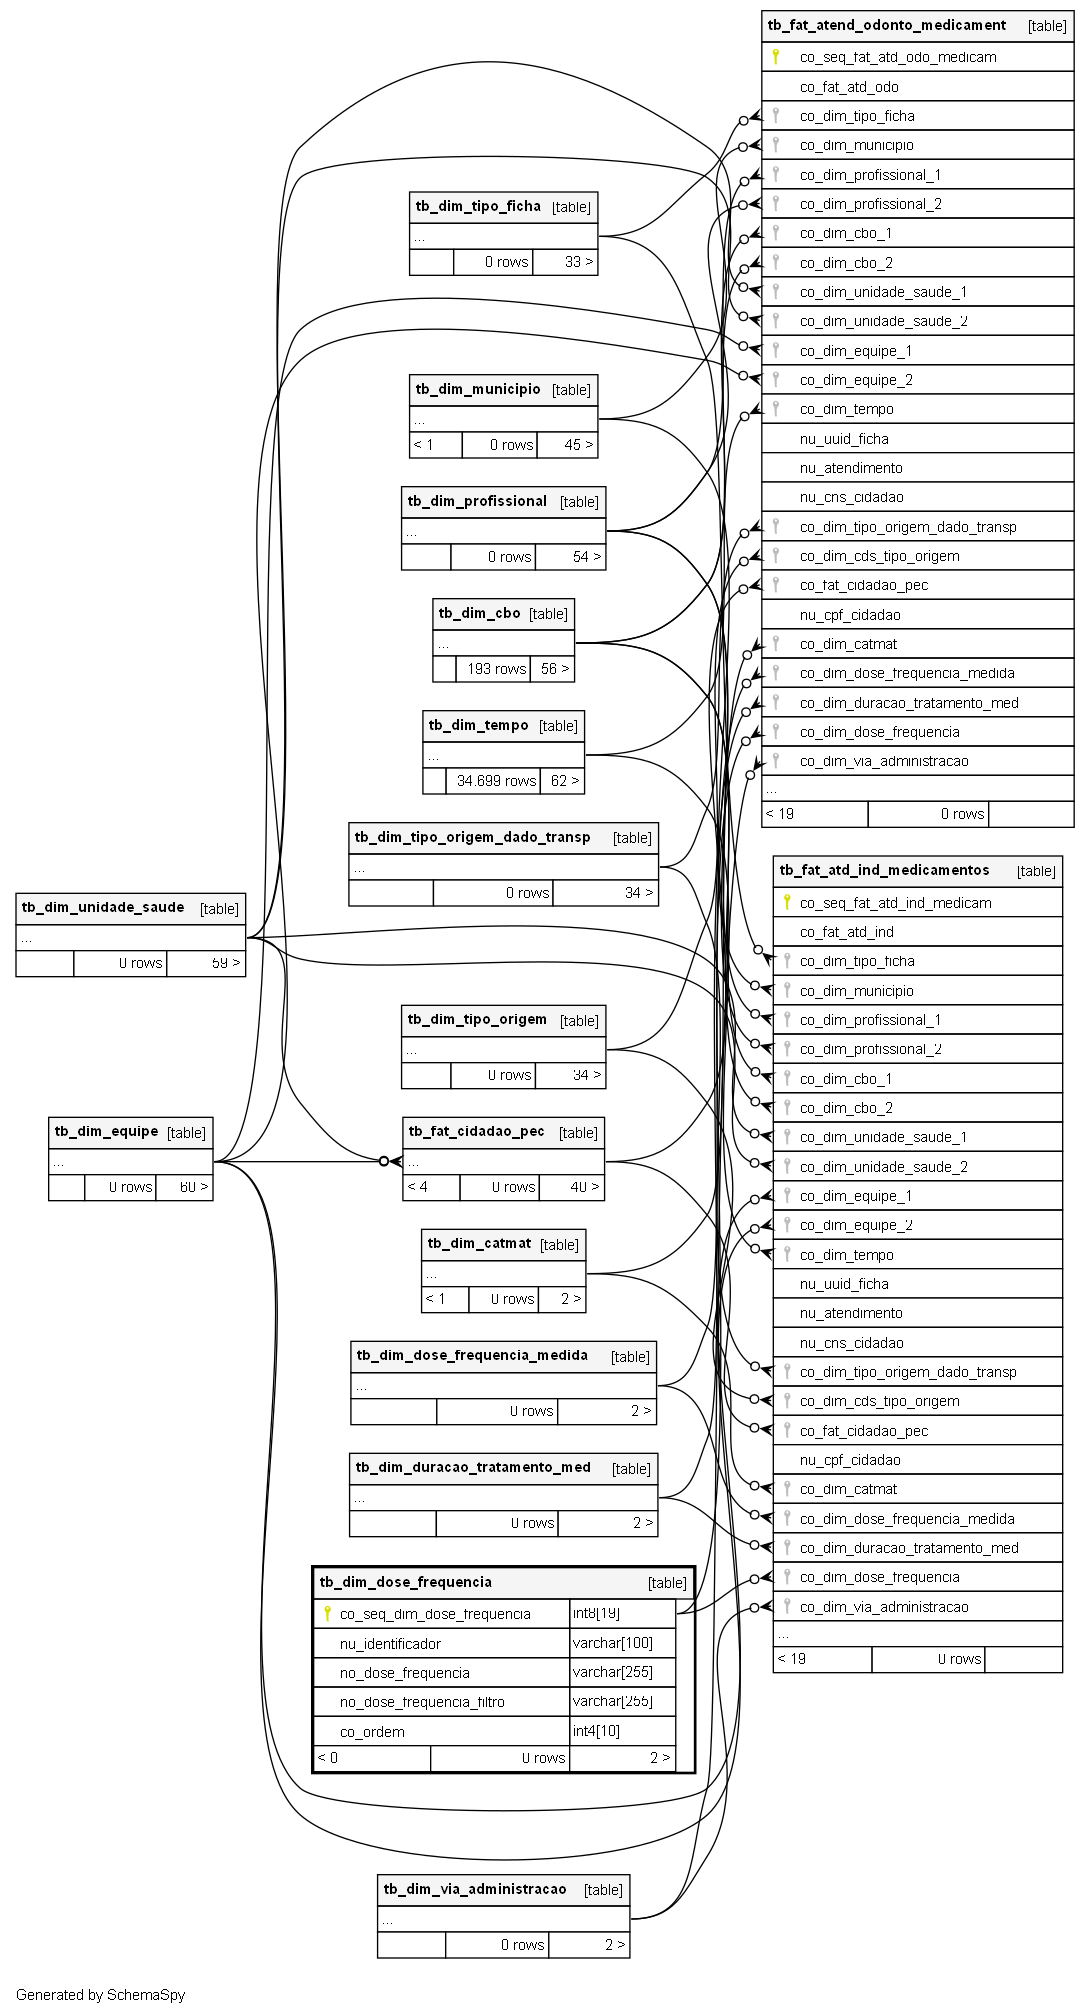 tb_fat_atend_odonto_medicament [table]
co_seq_fat_atd_odo_medicam
co_fat_atd_odo
co_dim_tipo_ficha
co_dim_municipio
co_dim_profissional_1
co_dim_profissional_2
co_dim_cbo_1
co_dim_cbo_2
co_dim_unidade_saude_1
co_dim_unidade_saude_2
co_dim_equipe_1
co_dim_equipe_2
co_dim_tempo
nu_uuid_ficha
nu_atendimento
nu_cns_cidadao
co_dim_tipo_origem_dado_transp
co_dim_cds_tipo_origem
co_fat_cidadao_pec
nu_cpf_cidadao
co_dim_catmat
co_dim_dose_frequencia_medida
co_dim_duracao_tratamento_med
co_dim_dose_frequencia
co_dim_via_administracao
...
< 19 0 rows
tb_dim_tipo_ficha [table]
...
0 rows 33 >
tb_dim_municipio [table]
...
< 1 0 rows 45 >
tb_dim_profissional [table]
...
0 rows 54 >
tb_dim_cbo [table]
...
193 rows 56 >
tb_dim_tempo [table]
...
34.699 rows 62 >
tb_dim_tipo_origem_dado_transp [table]
...
0 rows 34 >
tb_dim_unidade_saude [table]
...
0 rows 59 >
tb_dim_tipo_origem [table]
...
0 rows 34 >
tb_dim_equipe [table]
...
0 rows 60 >
tb_fat_cidadao_pec [table]
...
< 4 0 rows 40 >
tb_dim_catmat [table]
...
< 1 0 rows 2 >
tb_dim_dose_frequencia_medida [table]
...
0 rows 2 >
tb_dim_duracao_tratamento_med [table]
...
0 rows 2 >
tb_dim_dose_frequencia [table]
co_seq_dim_dose_frequencia int8[19]
nu_identificador varchar[100]
no_dose_frequencia varchar[255]
no_dose_frequencia_filtro varchar[255]
co_ordem int4[10]
< 0 0 rows 2 >
tb_dim_via_administracao [table]
...
0 rows 2 >
tb_fat_atd_ind_medicamentos [table]
co_seq_fat_atd_ind_medicam
co_fat_atd_ind
co_dim_tipo_ficha
co_dim_municipio
co_dim_profissional_1
co_dim_profissional_2
co_dim_cbo_1
co_dim_cbo_2
co_dim_unidade_saude_1
co_dim_unidade_saude_2
co_dim_equipe_1
co_dim_equipe_2
co_dim_tempo
nu_uuid_ficha
nu_atendimento
nu_cns_cidadao
co_dim_tipo_origem_dado_transp
co_dim_cds_tipo_origem
co_fat_cidadao_pec
nu_cpf_cidadao
co_dim_catmat
co_dim_dose_frequencia_medida
co_dim_duracao_tratamento_med
co_dim_dose_frequencia
co_dim_via_administracao
...
< 19 0 rows
Generated by SchemaSpy